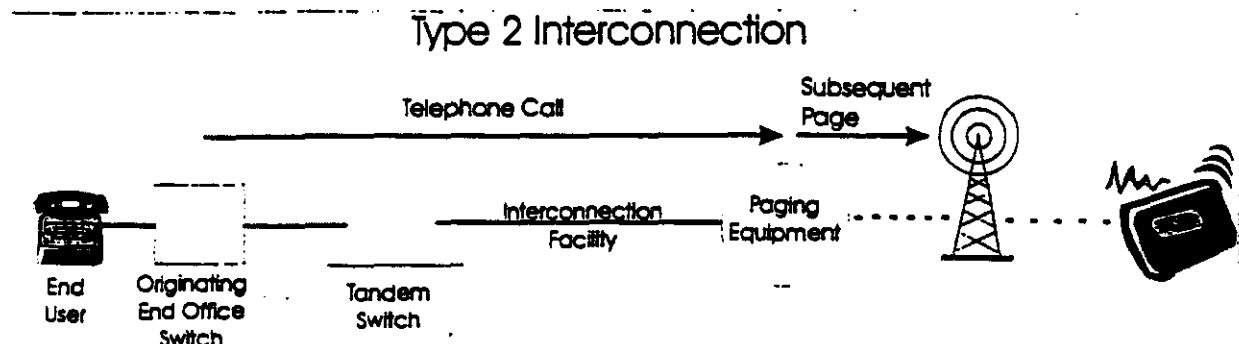 Type 2 Interconnection
Telephone Call
Subsequent
Page
Interconnection
Facility
Paging
Equipment
End
User
Originating
End Office
Switch
Tandem
Switch